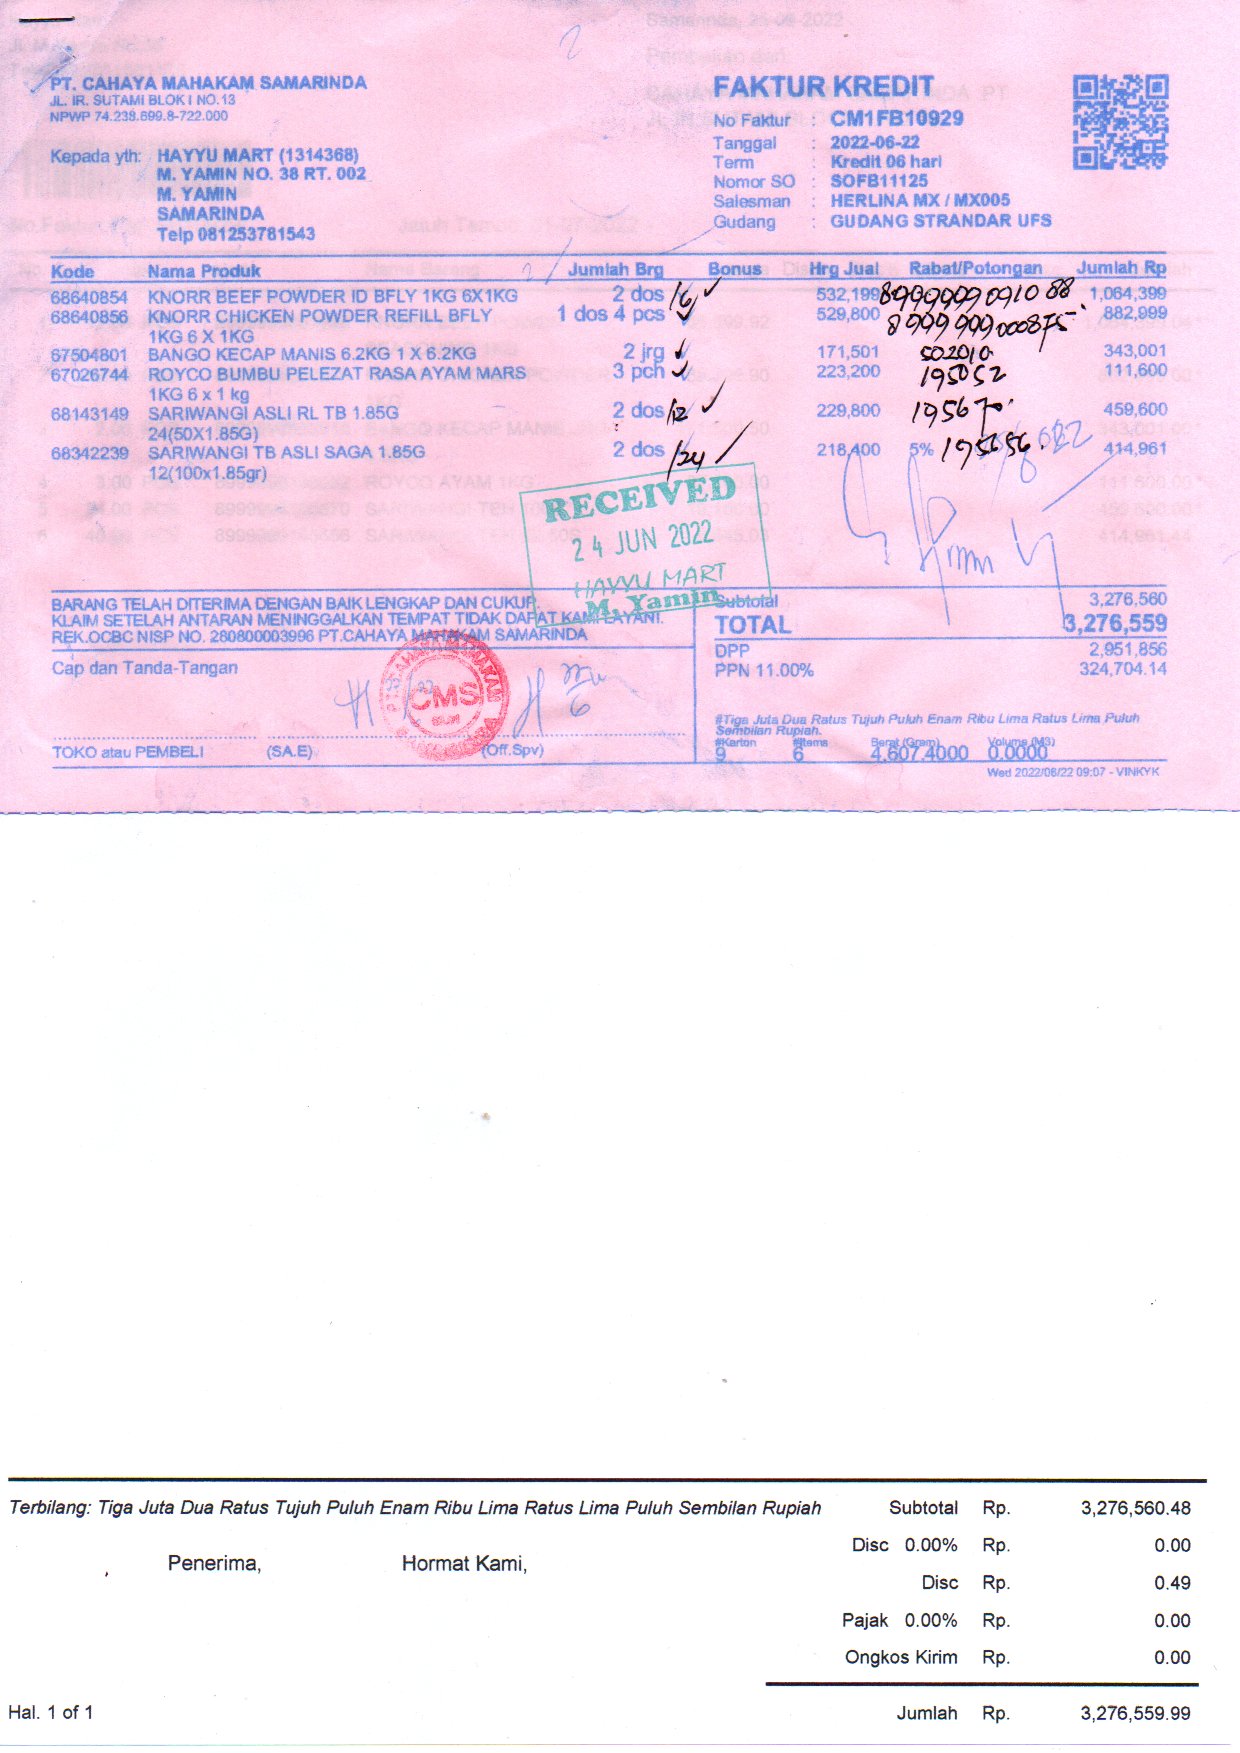 PT. CAHAYA MAHAKAM SAMARINDA
JL. IR. SUTAMI BLOK I NO.13
NPWP 74.238.699.8-722.000
Kepada yth: HAYYU MART (1314368)
M. YAMIN NO. 38 RT. 002
M. YAMIN
SAMARINDA
Telp 081253781543
FAKTUR KREDIT
No Faktur : CM1FB10929
Tanggal : 2022-06-22
Term : Kredit 06 hari
Nomor SO : SOFB11125
Salesman : HERLINA MX / MX005
Gudang : GUDANG STRANDAR UFS
Kode Nama Produk Jumlah Brg Bonus Hrg Jual Rabat/Potongan Jumlah Rp
68640854 KNORR BEEF POWDER ID BFLY 1KG 6X1KG 2 dos 532,199 1,064,399
68640856 KNORR CHICKEN POWDER REFILL BFLY 1 dos 4 pcs 529,800 8999999000875 882,999
1KG 6 X 1KG
67504801 BANGO KECAP MANIS 6.2KG 1 X 6.2KG 2 jrg 171,501 502010 343,001
67026744 ROYCO BUMBU PELEZAT RASA AYAM MARS 3 pch 223,200 195052 111,600
1KG 6 x 1 kg
68143149 SARIWANGI ASLI RL TB 1.85G 2 dos /12 229,800 195670 459,600
24(50X1.85G)
68342239 SARIWANGI TB ASLI SAGA 1.85G 2 dos /24 218,400 5% 195656 414,961
12(100x1.85gr)
RECEIVED
24 JUN 2022
HAYYU MART
M. Yamin
BARANG TELAH DITERIMA DENGAN BAIK LENGKAP DAN CUKUP.
KLAIM SETELAH ANTARAN MENINGGALKAN TEMPAT TIDAK DAPAT KAMI LAYANI.
REK.OCBC NISP NO. 280800003996 PT.CAHAYA MAHAKAM SAMARINDA
Subtotal 3,276,560
TOTAL 3,276,559
DPP 2,951,856
PPN 11.00% 324,704.14
Cap dan Tanda-Tangan
CMS
#Tiga Juta Dua Ratus Tujuh Puluh Enam Ribu Lima Ratus Lima Puluh
Sembilan Rupiah.
#Karton #Items Berat (Gram) Volume (M3)
9 6 4,607.4000 0.0000
TOKO atau PEMBELI (SA.E) (Off.Spv)
Wed 2022/06/22 09:07 - VINKYK
Terbilang: Tiga Juta Dua Ratus Tujuh Puluh Enam Ribu Lima Ratus Lima Puluh Sembilan Rupiah
Subtotal Rp. 3,276,560.48
Disc 0.00% Rp. 0.00
Penerima, Hormat Kami,
Disc Rp. 0.49
Pajak 0.00% Rp. 0.00
Ongkos Kirim Rp. 0.00
Hal. 1 of 1
Jumlah Rp. 3,276,559.99